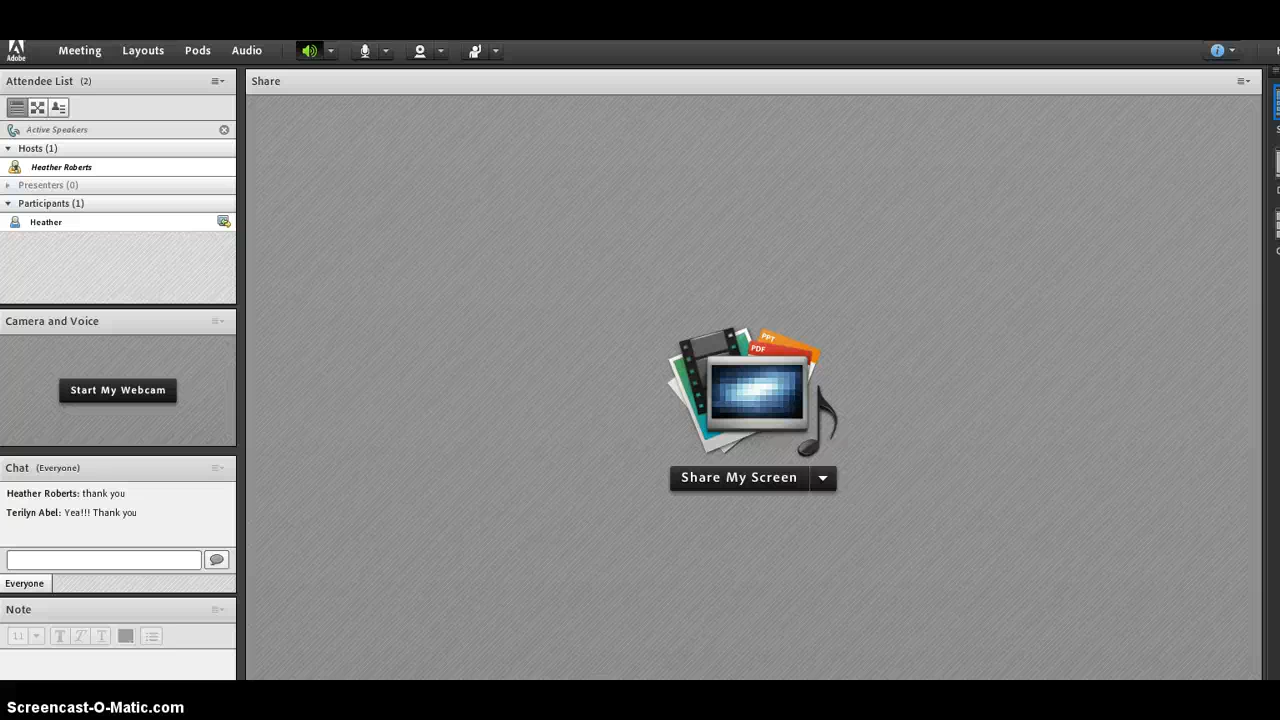 Adobe
Meeting Layouts Pods Audio
Attendee List (2)
Active Speakers
Hosts (1)
Heather Roberts
Presenters (0)
Participants (1)
Heather
Camera and Voice
Start My Webcam
Chat (Everyone)
Heather Roberts: thank you
Terilyn Abel: Yea!!! Thank you
Everyone
Note
11 T T T
Share
PPT
PDF
Share My Screen
Screencast-O-Matic.com